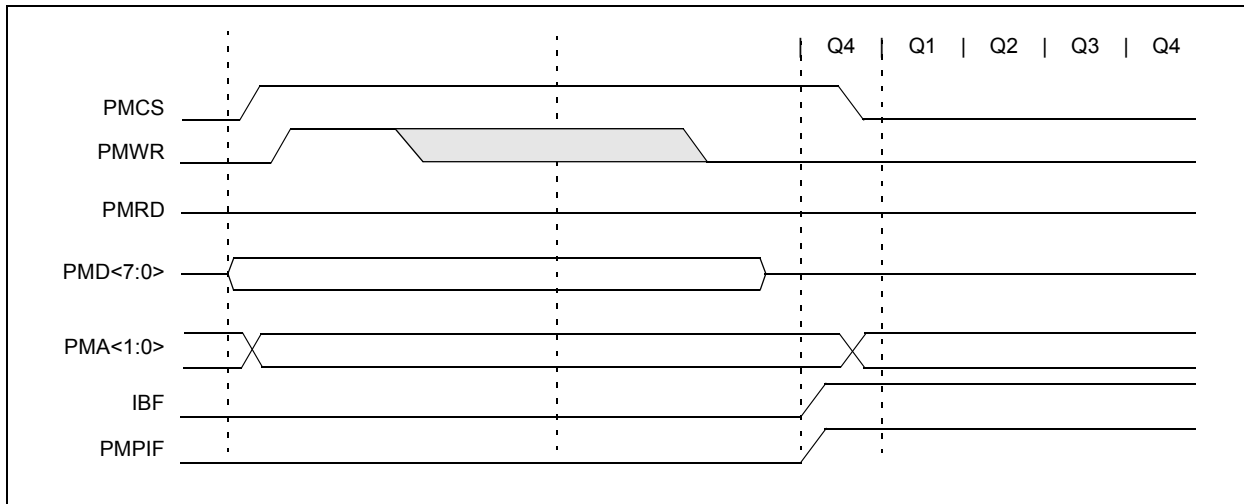 | Q4 | Q1 | Q2 | Q3 | Q4
PMCS
PMWR
PMRD
PMD<7:0>
PMA<1:0>
IBF
PMPIF